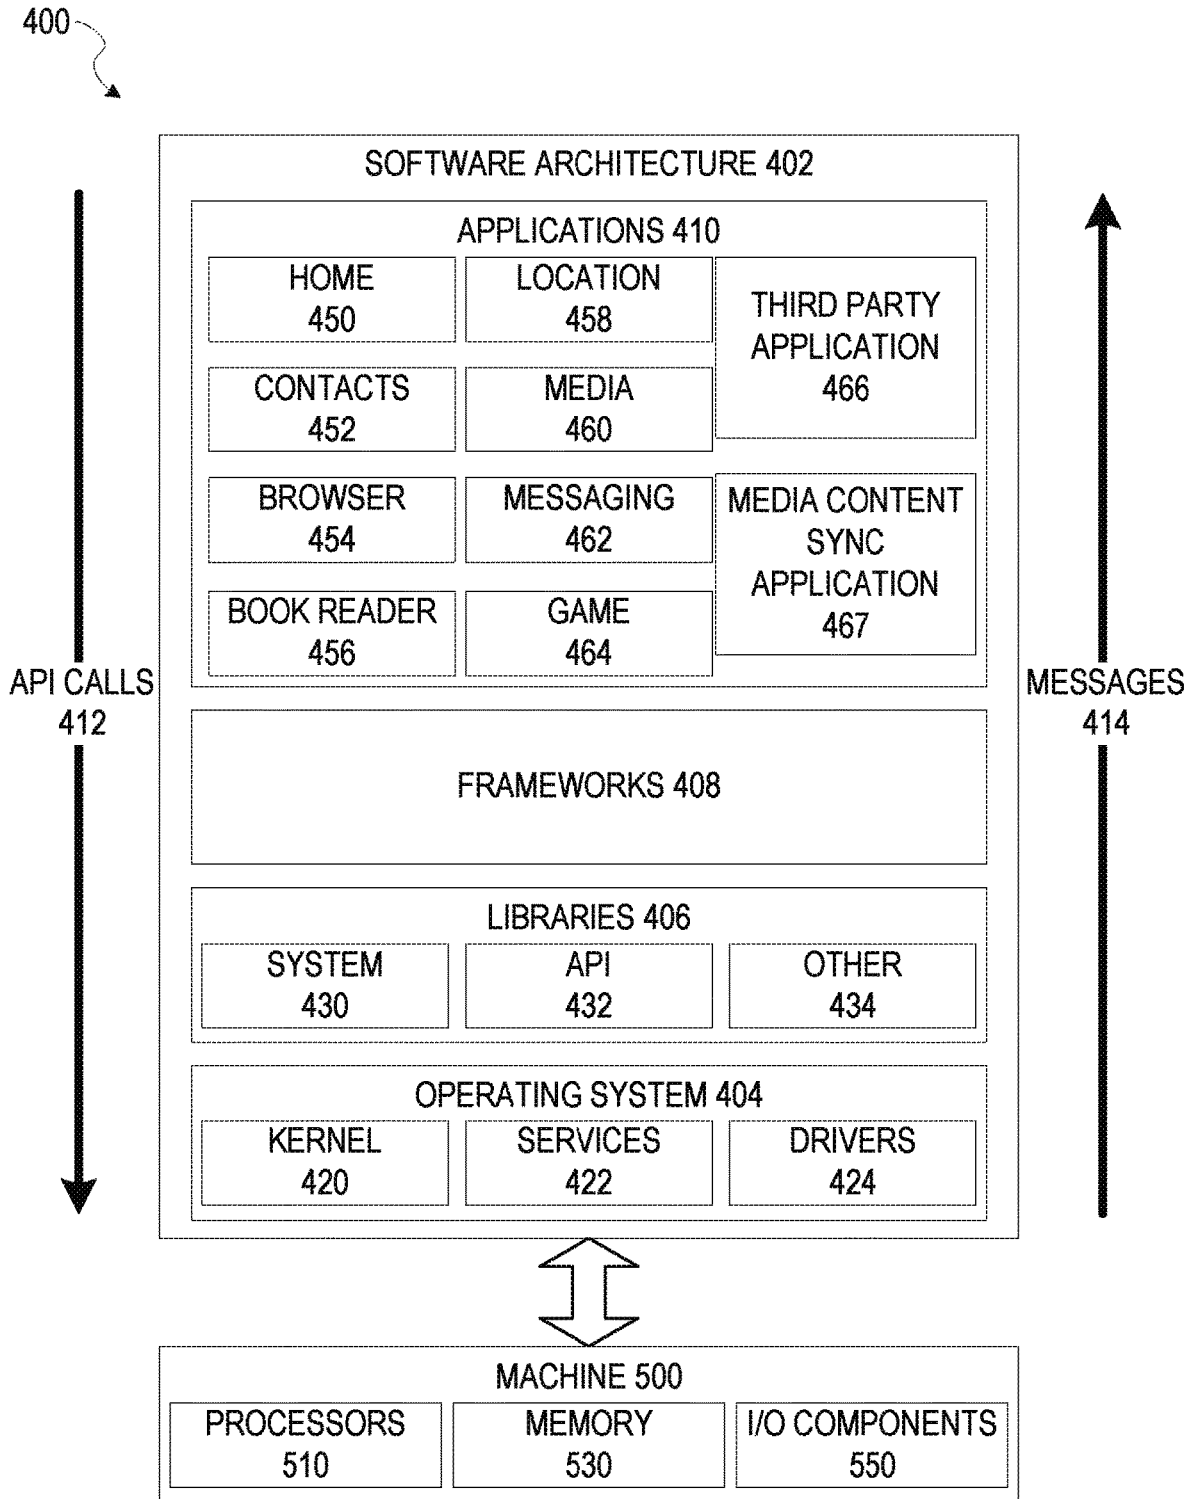 400
SOFTWARE ARCHITECTURE 402
APPLICATIONS 410
HOME
450
LOCATION
458
THIRD PARTY
APPLICATION
466
CONTACTS
452
MEDIA
460
BROWSER
454
MESSAGING
462
MEDIA CONTENT
SYNC
APPLICATION
467
BOOK READER
456
GAME
464
API CALLS
412
MESSAGES
414
FRAMEWORKS 408
LIBRARIES 406
SYSTEM
430
API
432
OTHER
434
OPERATING SYSTEM 404
KERNEL
420
SERVICES
422
DRIVERS
424
MACHINE 500
PROCESSORS
510
MEMORY
530
I/O COMPONENTS
550